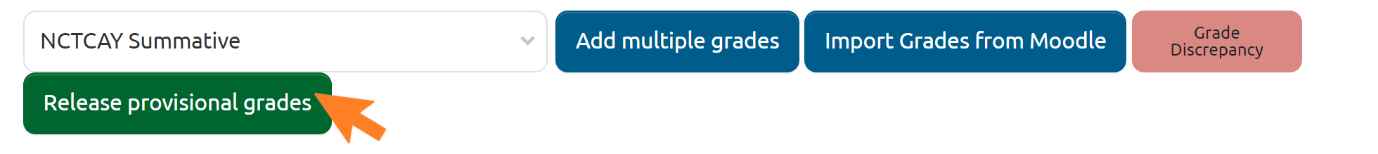 NCTCAY Summative
Add multiple grades
Import Grades from Moodle
Grade
Discrepancy
Release provisional grades